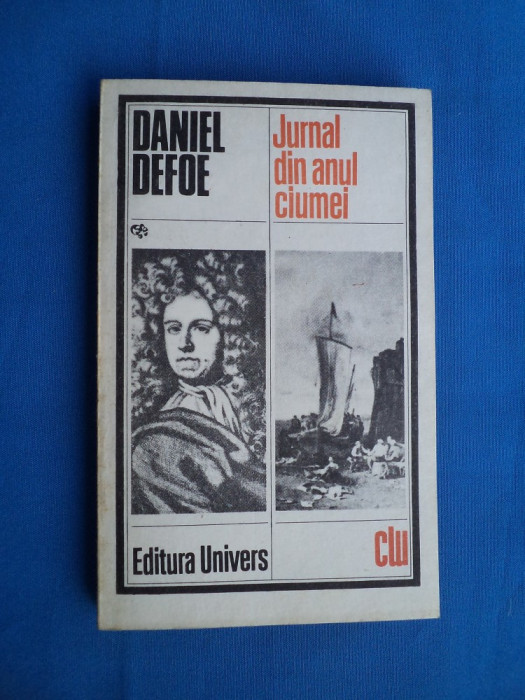 DANIEL
DEFOE
Jurnal
din anul
ciumei
Editura Univers
clu